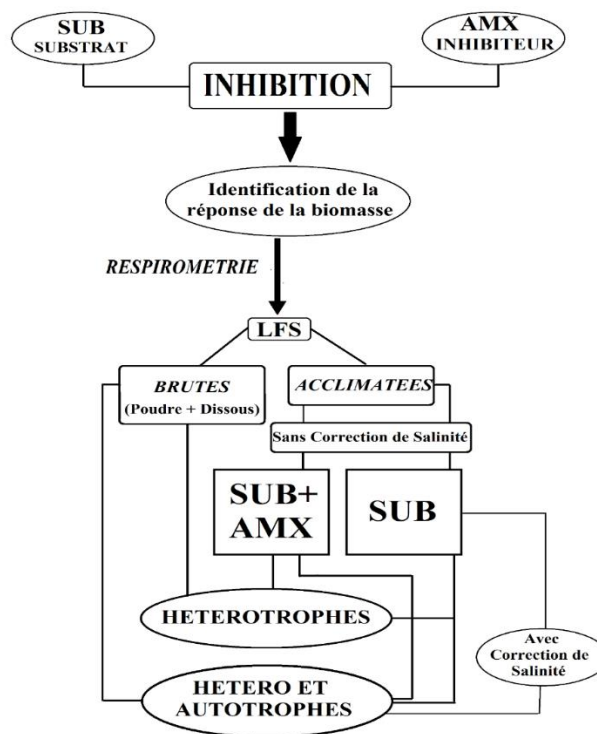 SUB
SUBSTRAT
AMX
INHIBITEUR
INHIBITION
Identification de la
réponse de la biomasse
RESPIROMETRIE
LFS
BRUTES
(Poudre + Dissous)
ACCLIMATEES
Sans Correction de Salinité
SUB+
AMX
SUB
HETEROTROPHES
Avec
Correction de
Salinité
HETERO ET
AUTOTROPHES